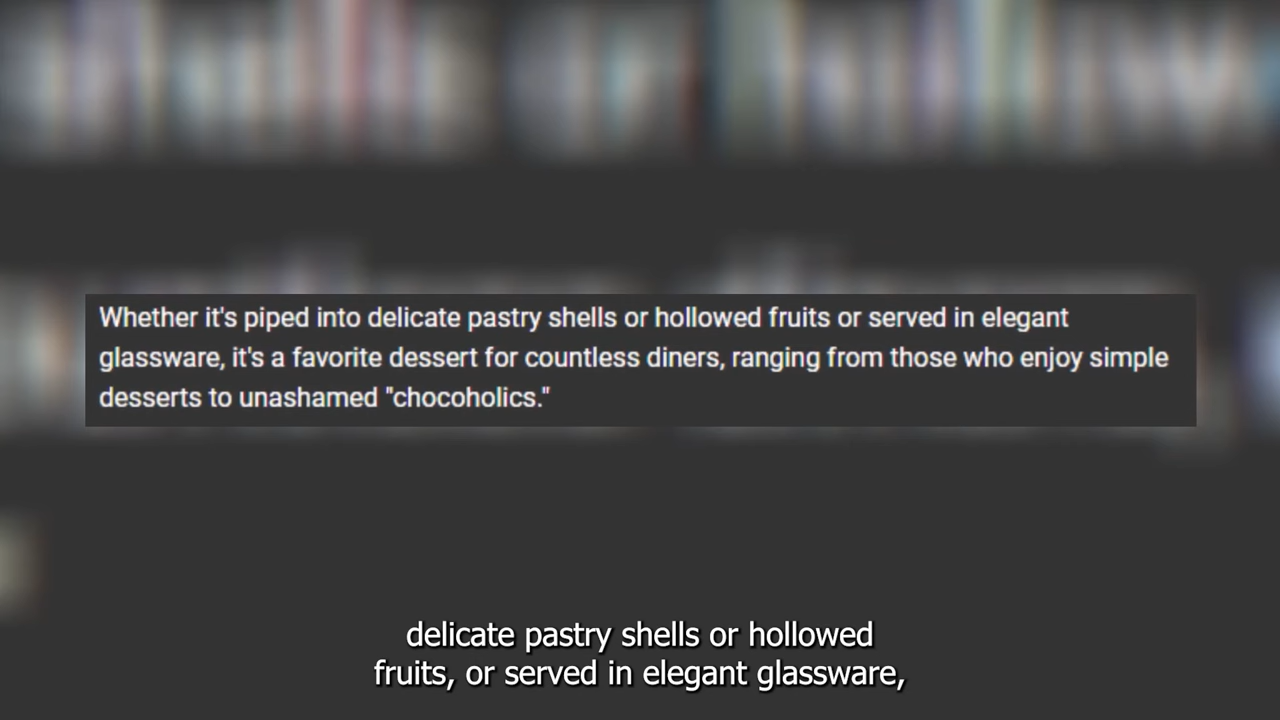 Whether it's piped into delicate pastry shells or hollowed fruits or served in elegant
glassware, it's a favorite dessert for countless diners, ranging from those who enjoy simple
desserts to unashamed "chocoholics."
delicate pastry shells or hollowed
fruits, or served in elegant glassware,